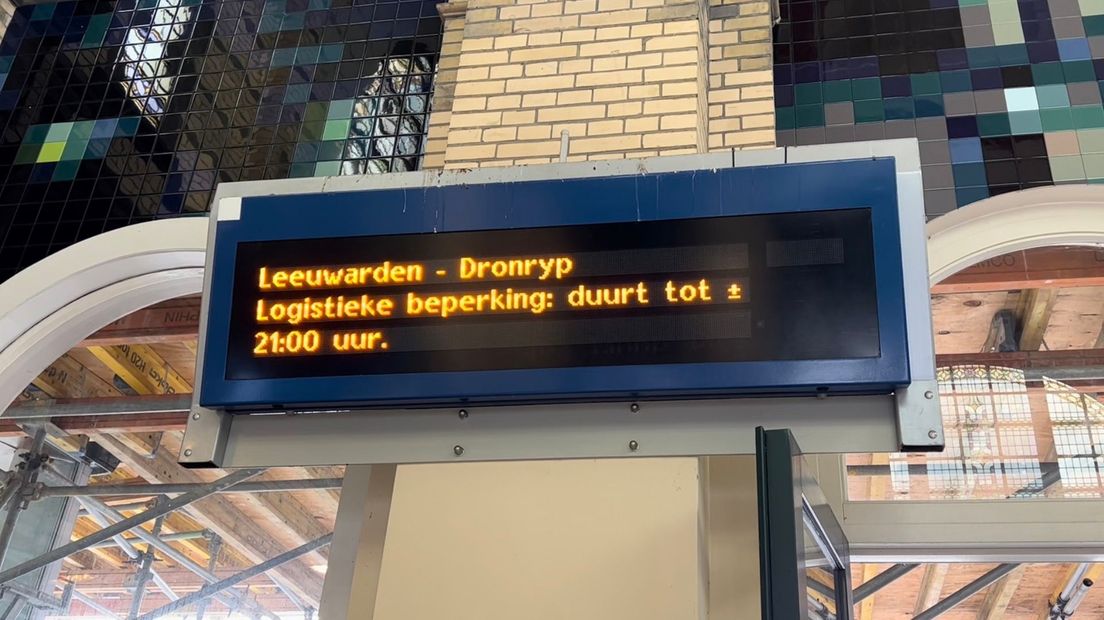 Leeuwarden - Dronryp
Logistieke beperking: duurt tot ±
21:00 uur.